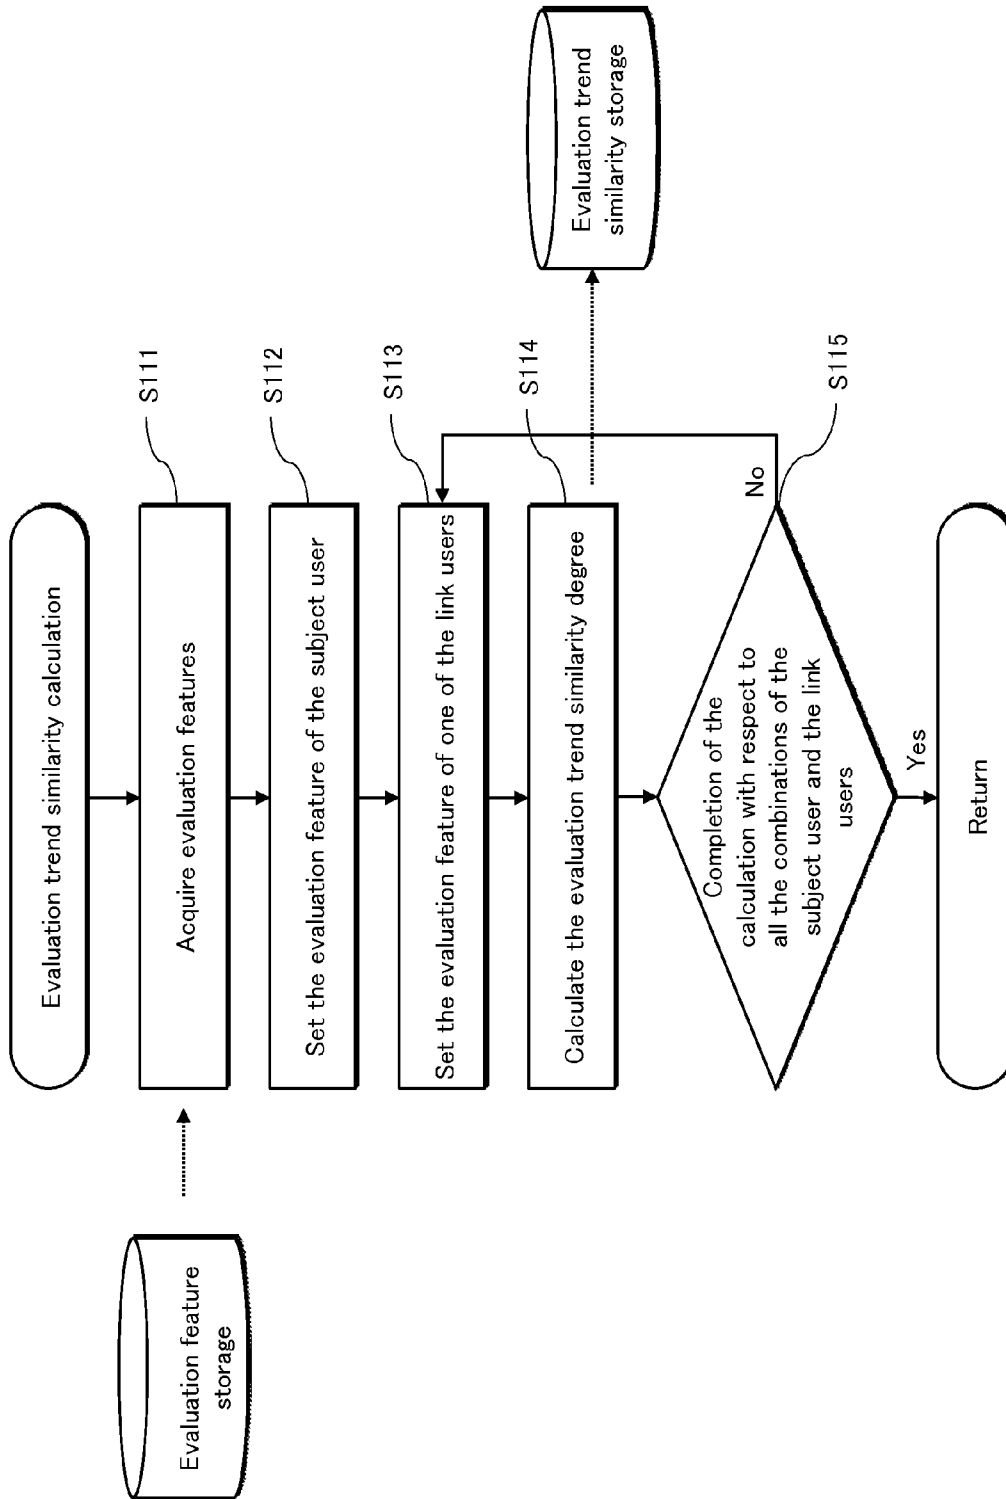 Evaluation trend similarity calculation
Evaluation feature
storage
Acquire evaluation features
S111
Set the evaluation feature of the subject user
S112
Set the evaluation feature of one of the link users
S113
Calculate the evaluation trend similarity degree
S114
Evaluation trend
similarity storage
Completion of the
calculation with respect to
all the combinations of the
subject user and the link
users
S115
No
Yes
Return